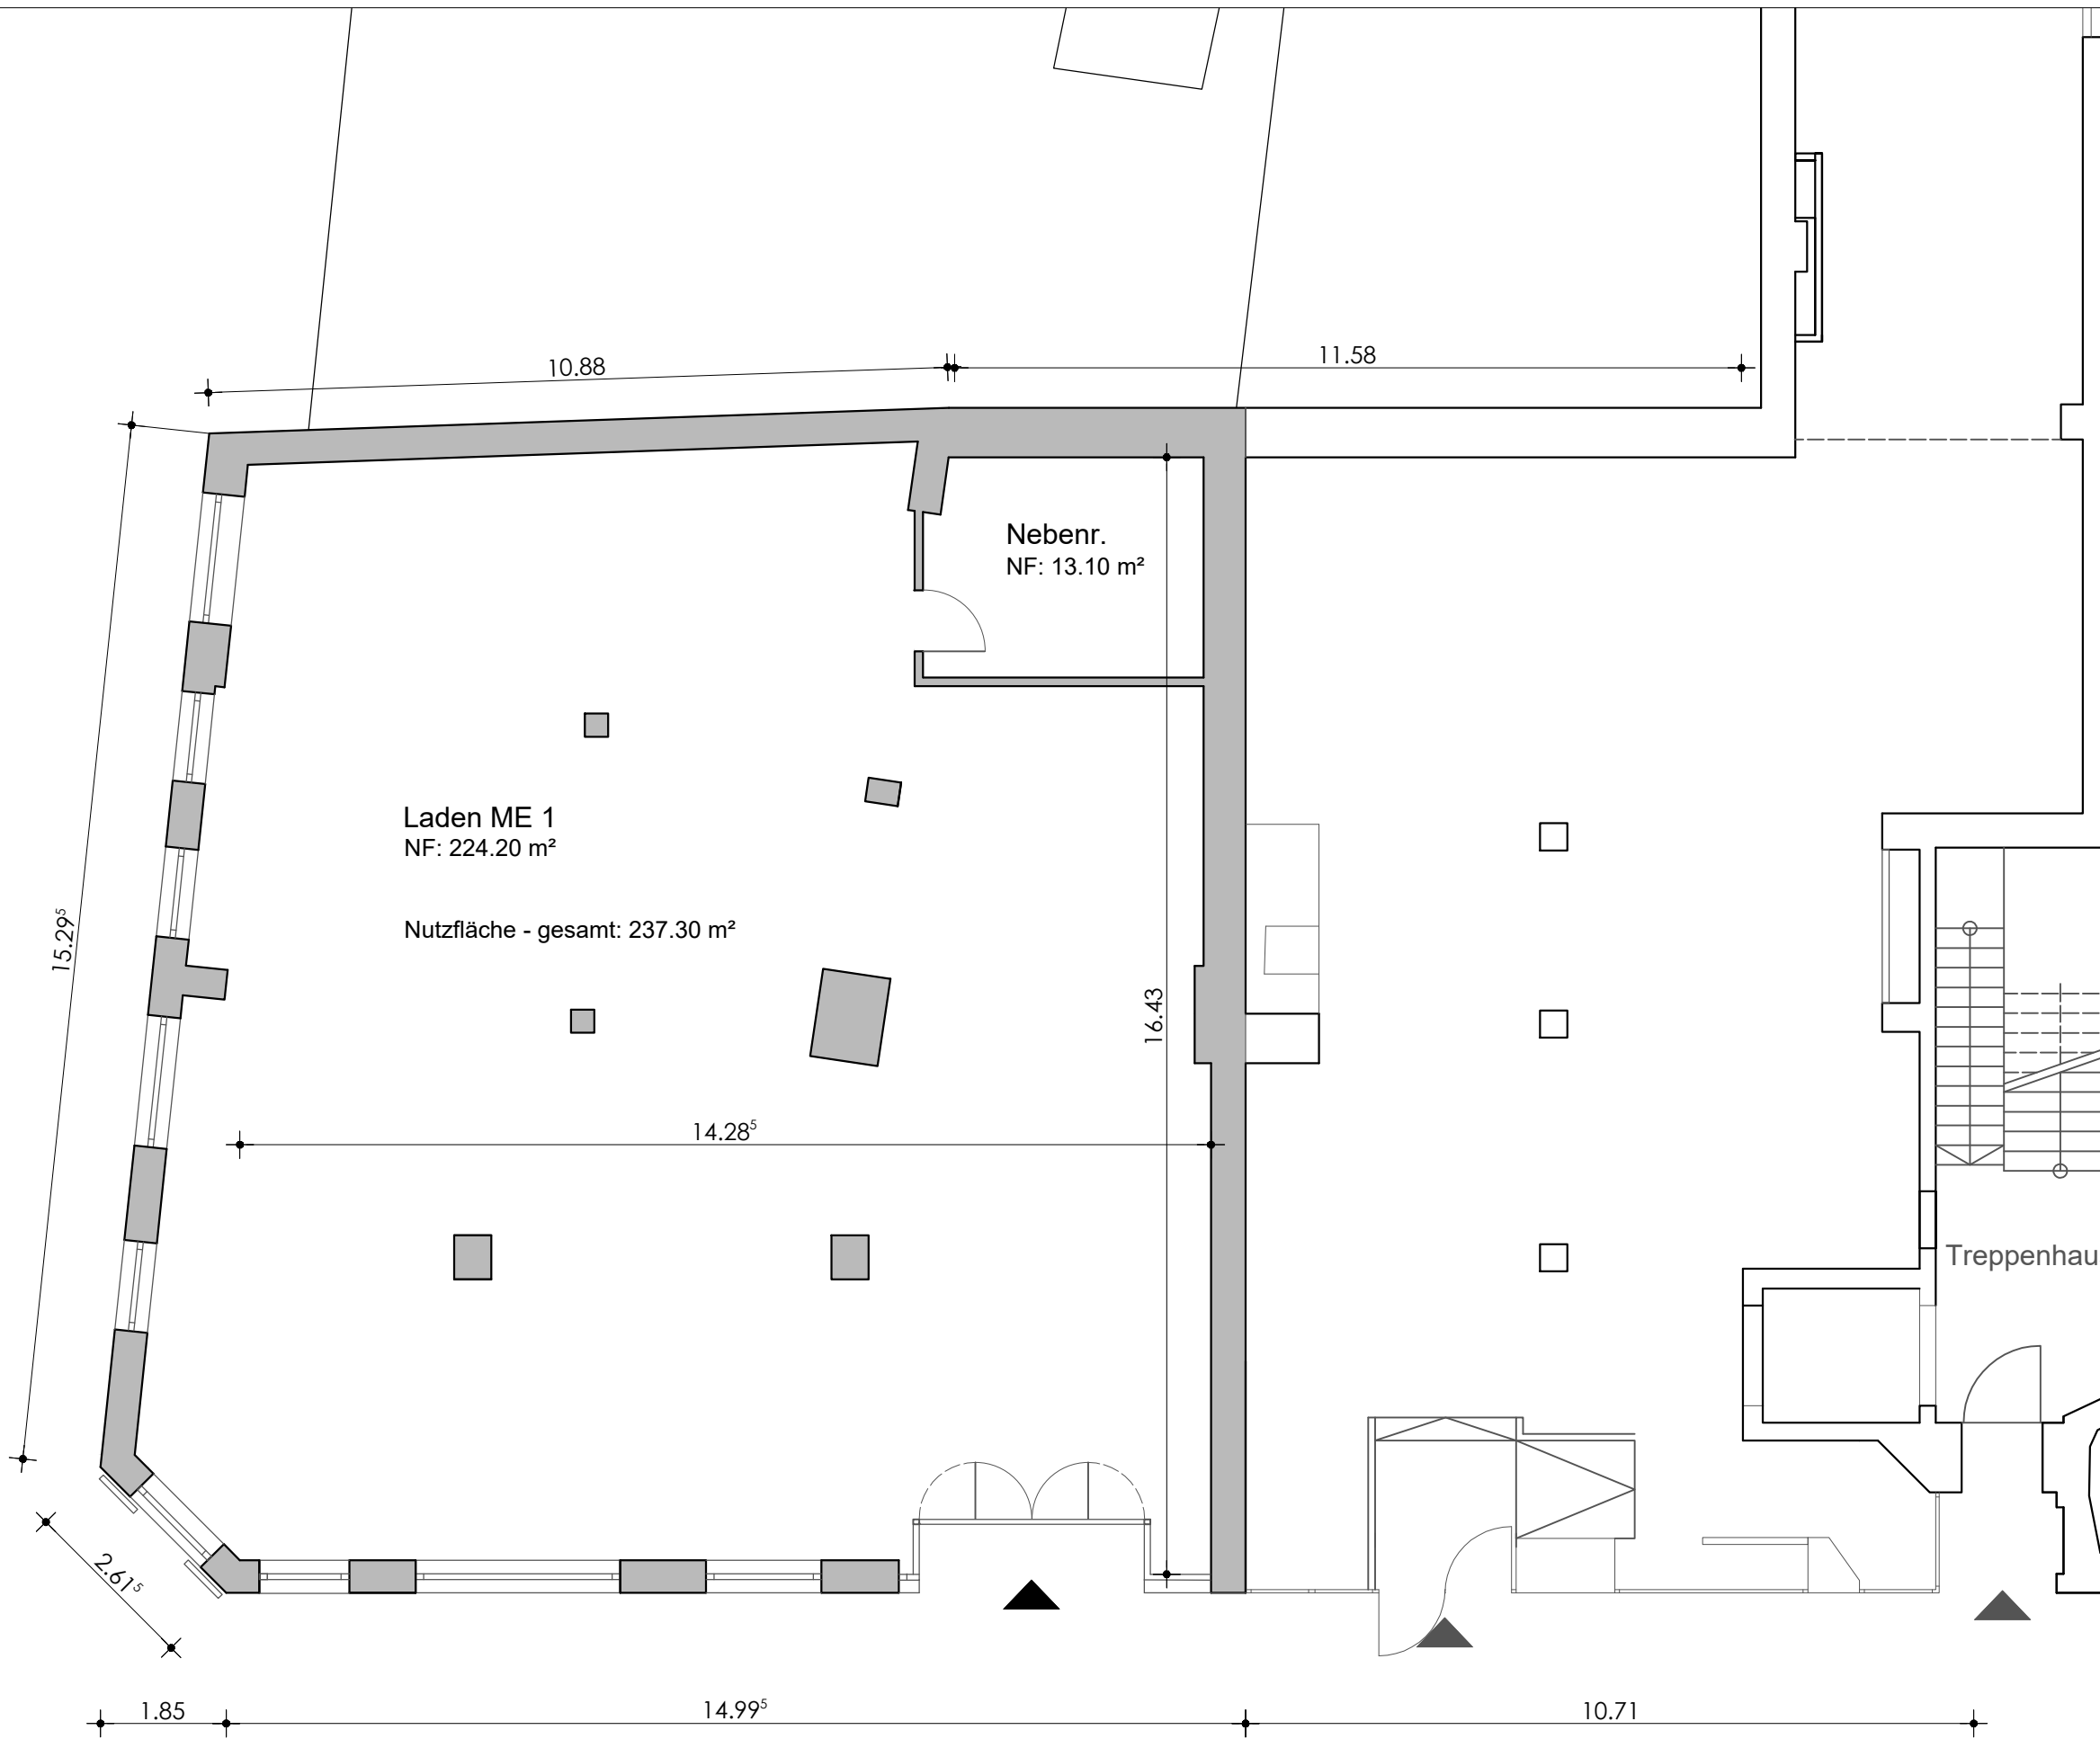 10.88
11.58
Nebenr.
NF: 13.10 m²
Laden ME 1
NF: 224.20 m²
Nutzfläche - gesamt: 237.30 m²
15.29⁵
16.43
14.28⁵
Treppenhau
2.61⁵
1.85
14.99⁵
10.71